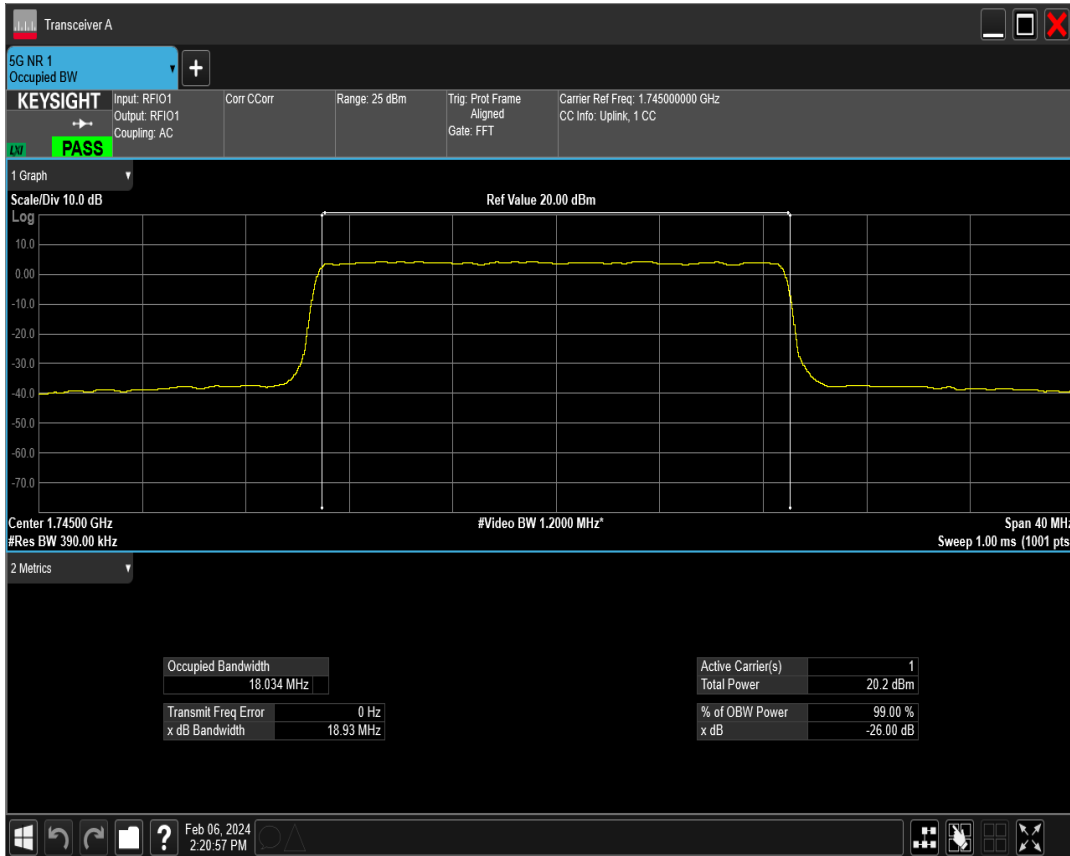 Transceiver A
5G NR 1
Occupied BW
KEYSIGHT
LXI
PASS
Input: RFIO1
Output: RFIO1
Coupling: AC
Corr CCorr
Range: 25 dBm
Trig: Prot Frame
Aligned
Gate: FFT
Carrier Ref Freq: 1.745000000 GHz
CC Info: Uplink, 1 CC
1 Graph
Scale/Div 10.0 dB
Ref Value 20.00 dBm
Log
10.0
0.00
-10.0
-20.0
-30.0
-40.0
-50.0
-60.0
-70.0
Center 1.74500 GHz
#Video BW 1.2000 MHz*
Span 40 MHz
#Res BW 390.00 kHz
Sweep 1.00 ms (1001 pts
2 Metrics
Occupied Bandwidth
18.034 MHz
Transmit Freq Error 0 Hz
x dB Bandwidth 18.93 MHz
Active Carrier(s) 1
Total Power 20.2 dBm
% of OBW Power 99.00 %
x dB -26.00 dB
?
Feb 06, 2024
2:20:57 PM